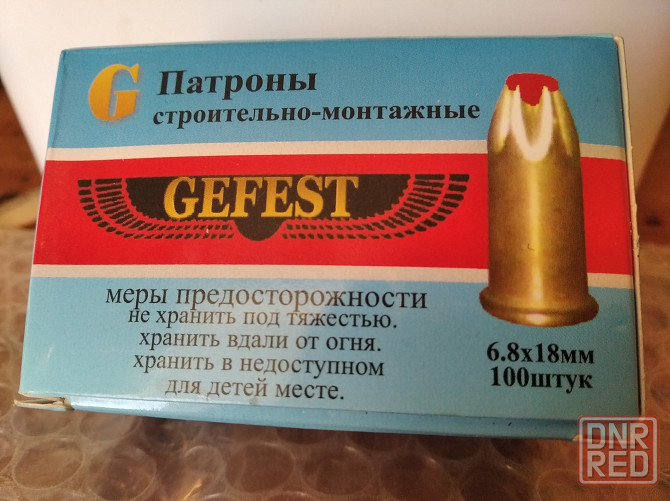 G Патроны
строительно-монтажные
GEFEST
меры предосторожности
не хранить под тяжестью.
хранить вдали от огня.
хранить в недоступном
для детей месте.
6.8х18мм
100штук
DNR
RED